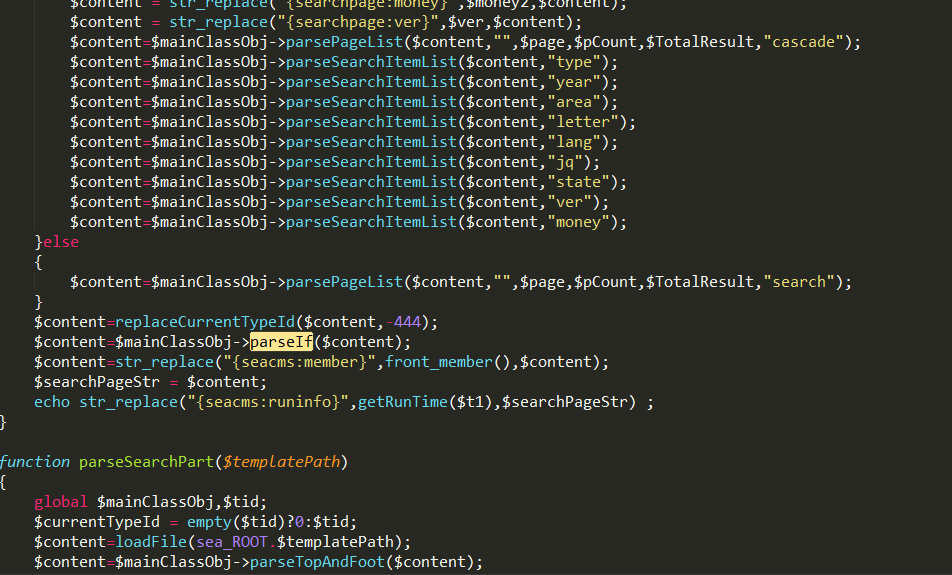 $content = str_replace("{searchpage:money}",$money2,$content);
$content = str_replace("{searchpage:ver}",$ver,$content);
$content=$mainClassObj->parsePageList($content,"",$page,$pCount,$TotalResult,"cascade");
$content=$mainClassObj->parseSearchItemList($content,"type");
$content=$mainClassObj->parseSearchItemList($content,"year");
$content=$mainClassObj->parseSearchItemList($content,"area");
$content=$mainClassObj->parseSearchItemList($content,"letter");
$content=$mainClassObj->parseSearchItemList($content,"lang");
$content=$mainClassObj->parseSearchItemList($content,"jq");
$content=$mainClassObj->parseSearchItemList($content,"state");
$content=$mainClassObj->parseSearchItemList($content,"ver");
$content=$mainClassObj->parseSearchItemList($content,"money");
}else
{
$content=$mainClassObj->parsePageList($content,"",$page,$pCount,$TotalResult,"search");
}
$content=replaceCurrentTypeId($content,-444);
$content=$mainClassObj->parseIf($content);
$content=str_replace("{seacms:member}",front_member(),$content);
$searchPageStr = $content;
echo str_replace("{seacms:runinfo}",getRunTime($t1),$searchPageStr) ;
}
function parseSearchPart($templatePath)
{
global $mainClassObj,$tid;
$currentTypeId = empty($tid)?0:$tid;
$content=loadFile(sea_ROOT.$templatePath);
$content=$mainClassObj->parseTopAndFoot($content);